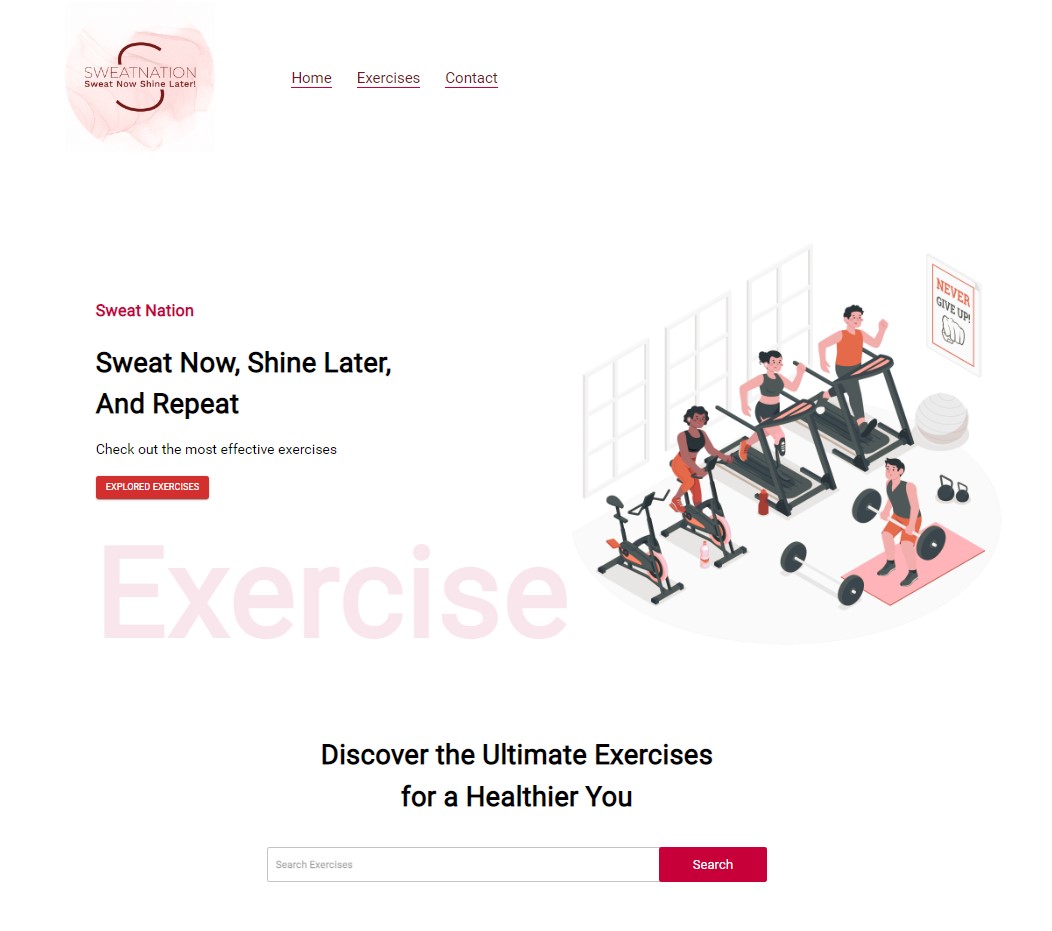 SWEATNATION
Sweat Now Shine Later!
Home Exercises Contact
NEVER
GIVE UP!
Sweat Nation
Sweat Now, Shine Later,
And Repeat
Check out the most effective exercises
EXPLORED EXERCISES
Exercise
Discover the Ultimate Exercises
for a Healthier You
Search Exercises Search